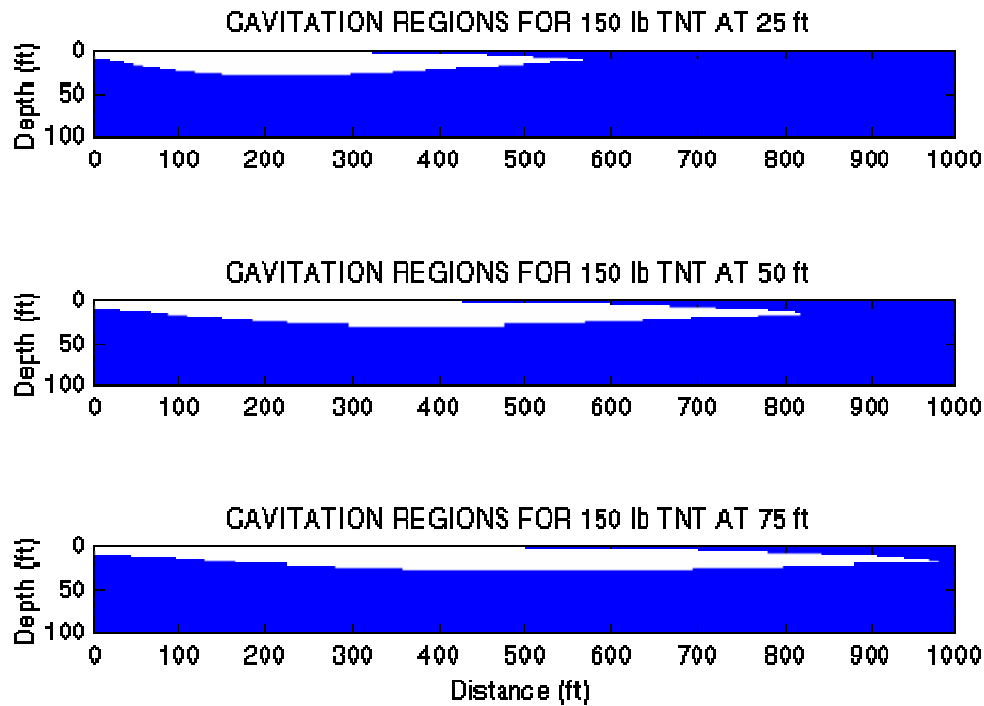 CAVITATION REGIONS FOR 150 lb TNT AT 25 ft
Depth (ft)
0
50
100
0 100 200 300 400 500 600 700 800 900 1000
CAVITATION REGIONS FOR 150 lb TNT AT 50 ft
Depth (ft)
0
50
100
0 100 200 300 400 500 600 700 800 900 1000
CAVITATION REGIONS FOR 150 lb TNT AT 75 ft
Depth (ft)
0
50
100
0 100 200 300 400 500 600 700 800 900 1000
Distance (ft)